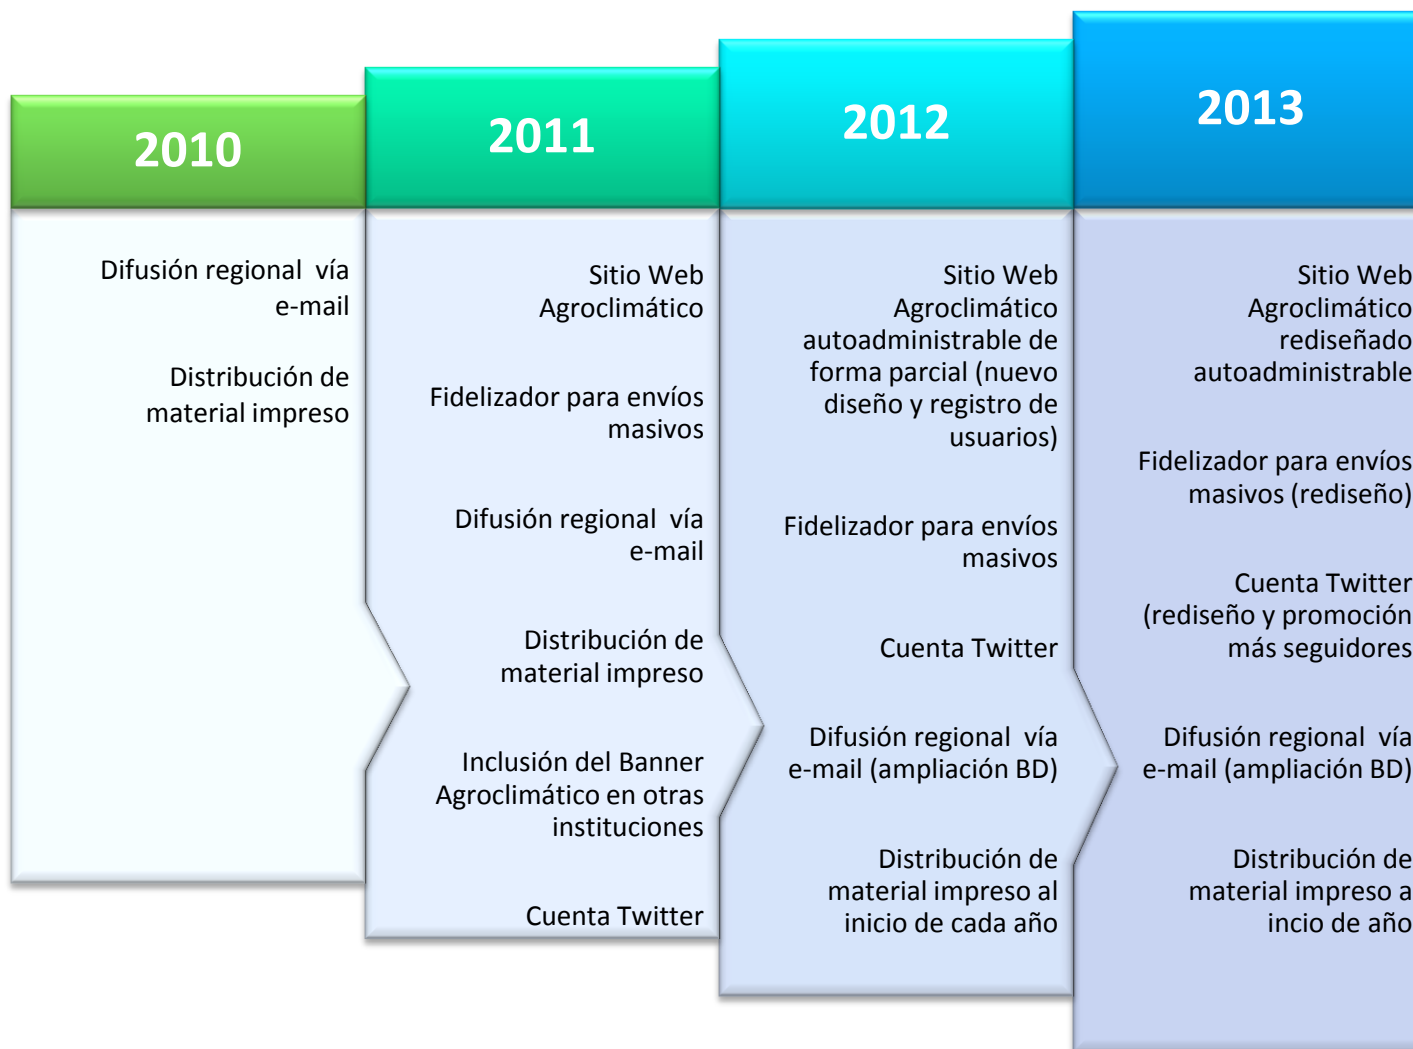 2010
Difusión regional  vía
e-mail
Distribución de
material impreso
2011
Sitio Web
Agroclimático
Fidelizador para envíos
masivos
Difusión regional  vía
e-mail
Distribución de
material impreso
Inclusión del Banner
Agroclimático en otras
instituciones
Cuenta Twitter
2012
Sitio Web
Agroclimático
autoadministrable de
forma parcial (nuevo
diseño y registro de
usuarios)
Fidelizador para envíos
masivos
Cuenta Twitter
Difusión regional  vía
e-mail (ampliación BD)
Distribución de
material impreso al
inicio de cada año
2013
Sitio Web
Agroclimático
rediseñado
autoadministrable
Fidelizador para envíos
masivos (rediseño)
Cuenta Twitter
(rediseño y promoción
más seguidores
Difusión regional  vía
e-mail (ampliación BD)
Distribución de
material impreso a
incio de año